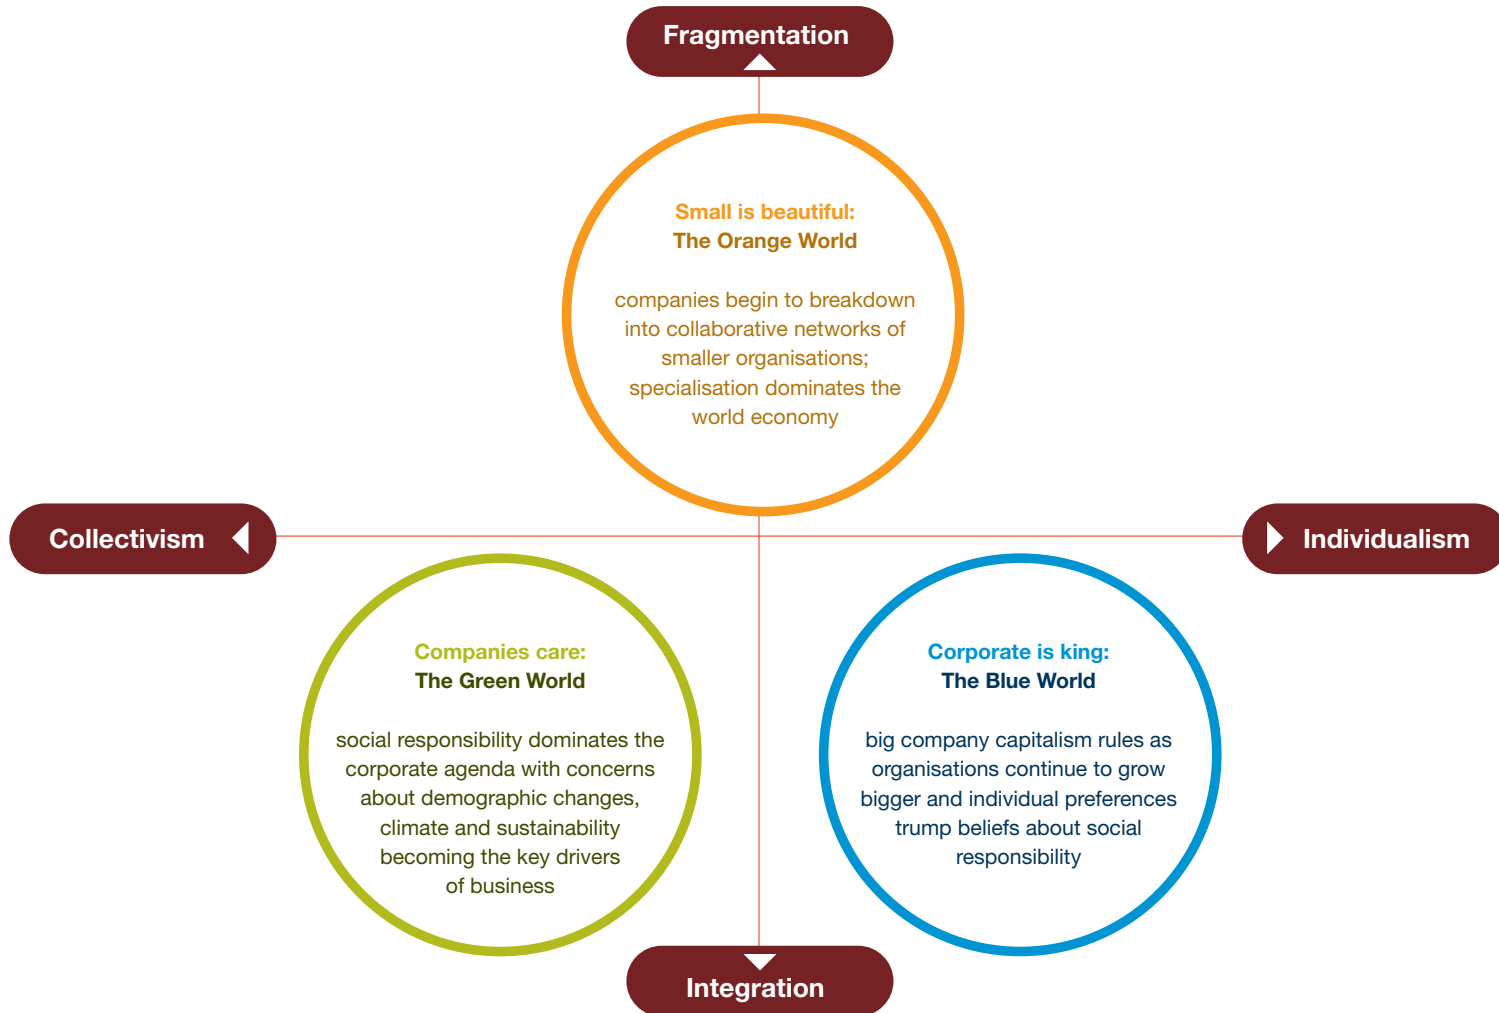 Fragmentation
Small is beautiful:
The Orange World
companies begin to breakdown
into collaborative networks of
smaller organisations;
specialisation dominates the
world economy
Collectivism
Individualism
Companies care:
The Green World
social responsibility dominates the
corporate agenda with concerns
about demographic changes,
climate and sustainability
becoming the key drivers
of business
Corporate is king:
The Blue World
big company capitalism rules as
organisations continue to grow
bigger and individual preferences
trump beliefs about social
responsibility
Integration